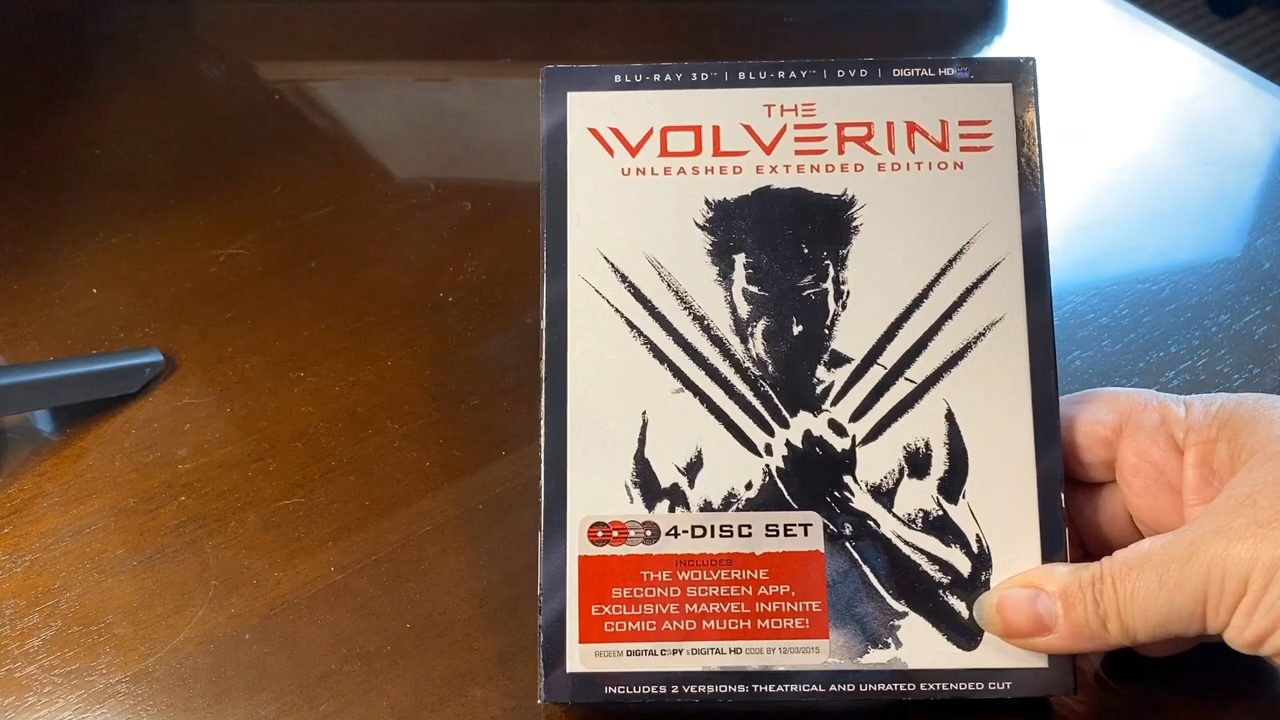 BLU-RAY 3D™ | BLU-RAY™ | DVD | DIGITAL HD
THE
WOLVERINE
UNLEASHED EXTENDED EDITION
4-DISC SET
INCLUDES
THE WOLVERINE
SECOND SCREEN APP,
EXCLUSIVE MARVEL INFINITE
COMIC AND MUCH MORE!
REDEEM DIGITAL COPY & DIGITAL HD CODE BY 12/03/2015
INCLUDES 2 VERSIONS: THEATRICAL AND UNRATED EXTENDED CUT